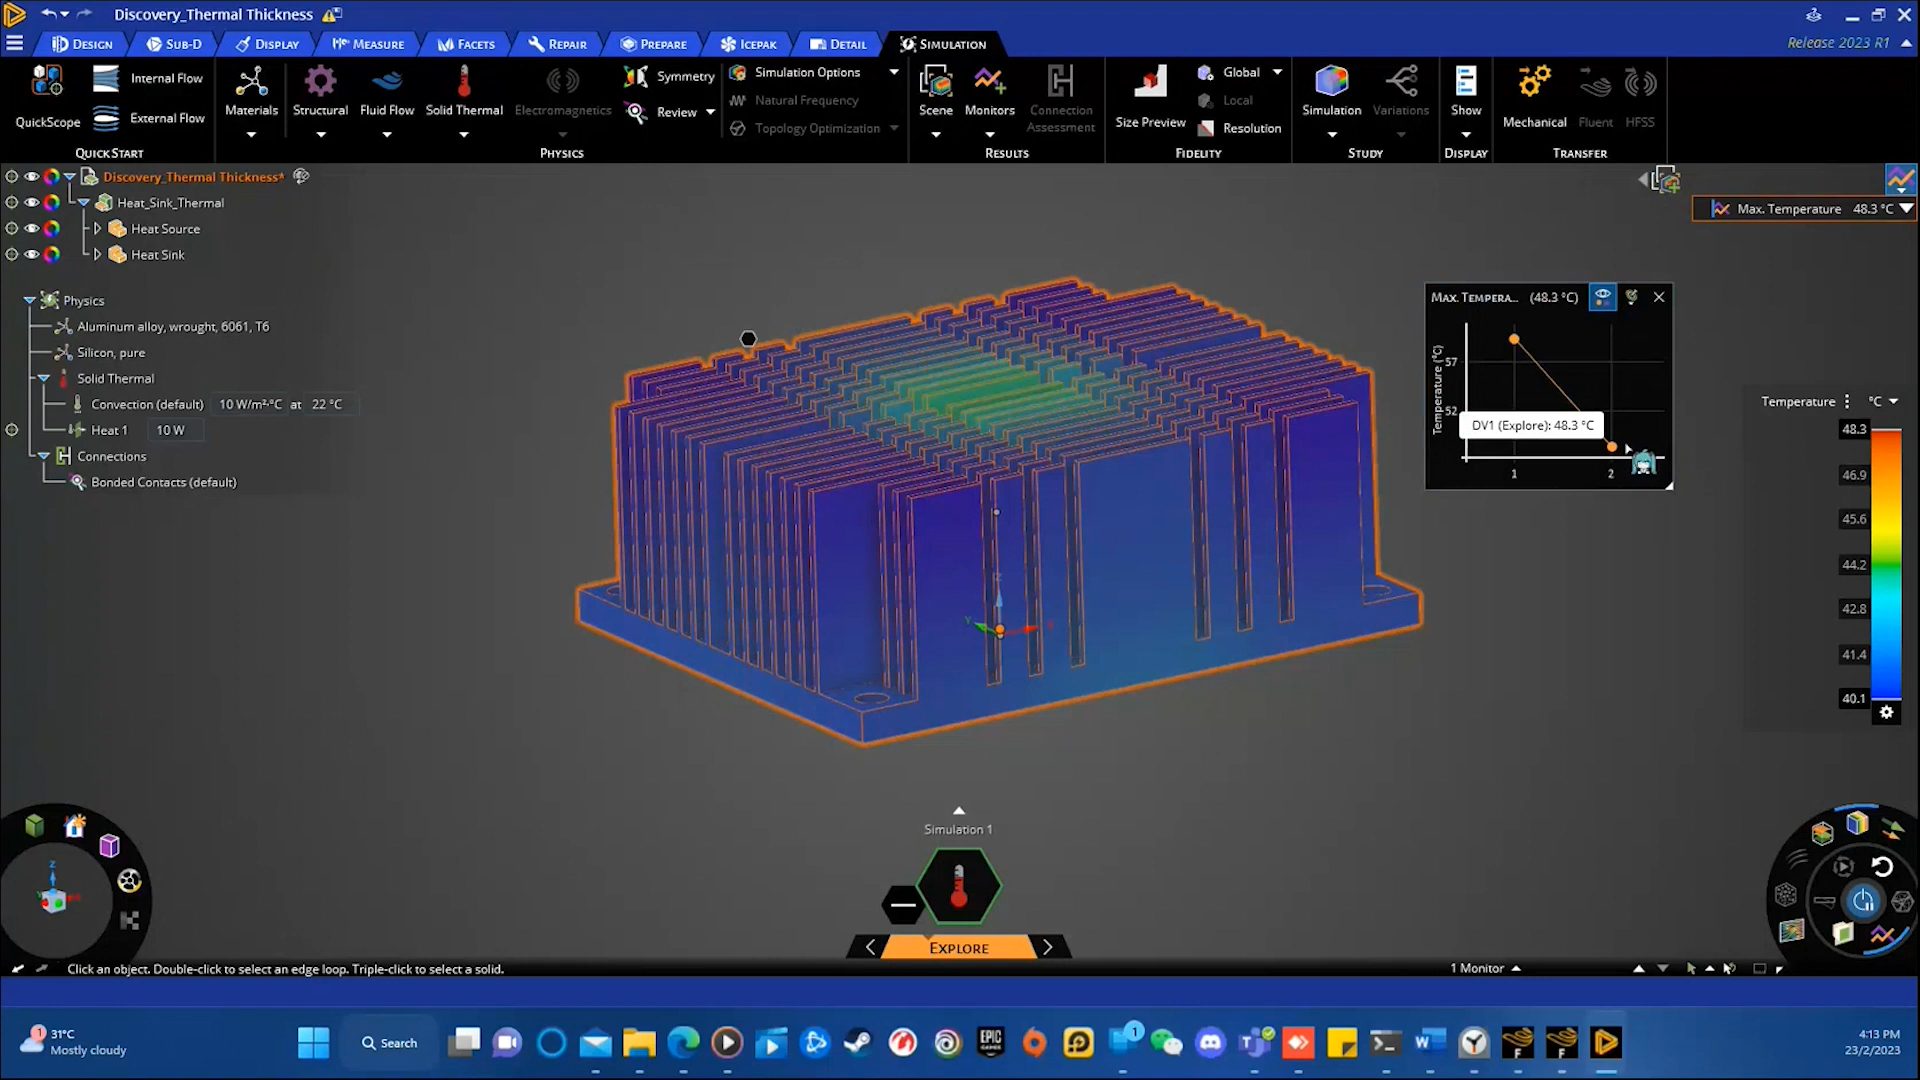 Discovery_Thermal Thickness
DESIGN
SUB-D
DISPLAY
MEASURE
FACETS
REPAIR
PREPARE
ICEPAK
DETAIL
SIMULATION
Release 2023 R1
QuickScope
Internal Flow
External Flow
QUICKSTART
Materials
Structural
Fluid Flow
Solid Thermal
Electromagnetics
Symmetry
Review
PHYSICS
Simulation Options
Natural Frequency
Topology Optimization
Scene
Monitors
Connection
Assessment
RESULTS
Size Preview
Global
Local
Resolution
FIDELITY
Simulation
Variations
STUDY
Show
DISPLAY
Mechanical
Fluent
HFSS
TRANSFER
Discovery_Thermal Thickness*
Heat_Sink_Thermal
Heat Source
Heat Sink
Physics
Aluminum alloy, wrought, 6061, T6
Silicon, pure
Solid Thermal
Convection (default) 10 W/m²·°C at 22 °C
Heat 1 10 W
Connections
Bonded Contacts (default)
Max. Temperature 48.3 °C
MAX. TEMPERA... (48.3 °C)
Temperature (°C)
57
52
DV1 (Explore): 48.3 °C
1 2
Temperature °C
48.3
46.9
45.6
44.2
42.8
41.4
40.1
Z
Y
X
Z
Simulation 1
EXPLORE
Click an object. Double-click to select an edge loop. Triple-click to select a solid.
1 Monitor
1
31°C
Mostly cloudy
Search
EPIC
GAMES
1
W
F
F
4:13 PM
23/2/2023